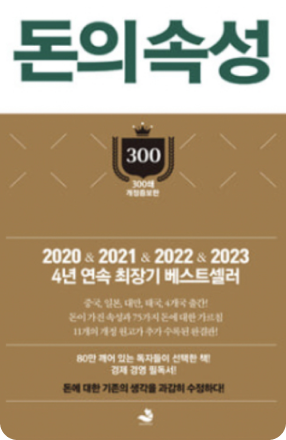 돈의 속성
300
300쇄
개정증보판
2020 & 2021 & 2022 & 2023
4년 연속 최장기 베스트셀러
중국, 일본, 대만, 태국, 4개국 출간!
돈이 가진 속성과 75가지 돈에 대한 가르침
11개의 개정 원고가 추가 수록된 완결판!
80만 깨어 있는 독자들이 선택한 책!
경제 경영 필독서!
돈에 대한 기존의 생각을 과감히 수정하다!